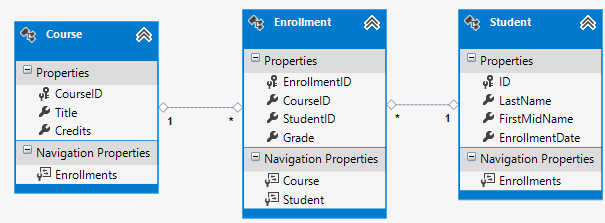 Course
Properties
CourseID
Title
Credits
Navigation Properties
Enrollments
1
*
Enrollment
Properties
EnrollmentID
CourseID
StudentID
Grade
Navigation Properties
Course
Student
*
1
Student
Properties
ID
LastName
FirstMidName
EnrollmentDate
Navigation Properties
Enrollments